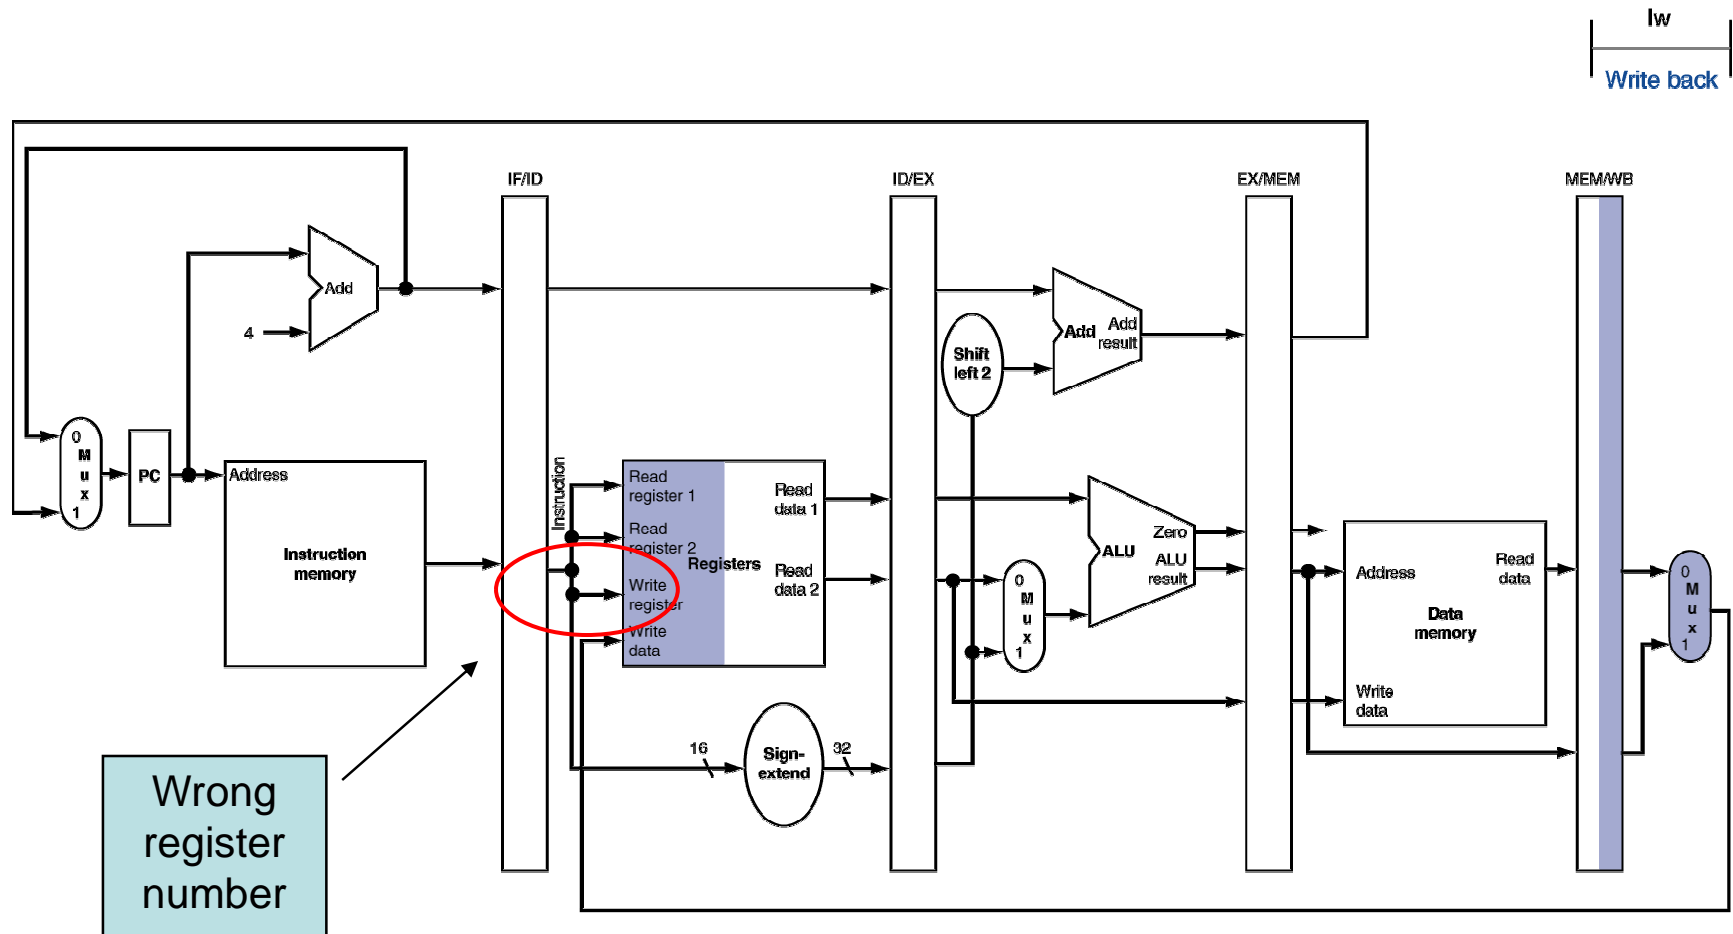 lw
Write back
IF/ID
ID/EX
EX/MEM
MEM/WB
Add
4
Add
Add
result
Shift
left 2
0
M
u
x
1
PC
Address
Instruction
memory
Instruction
Read
register 1
Read
register 2
Write
register
Write
data
Registers
Read
data 1
Read
data 2
16
Sign-
extend
32
0
M
u
x
1
Zero
ALU
ALU
result
Address
Read
data
Data
memory
Write
data
0
M
u
x
1
Wrong
register
number